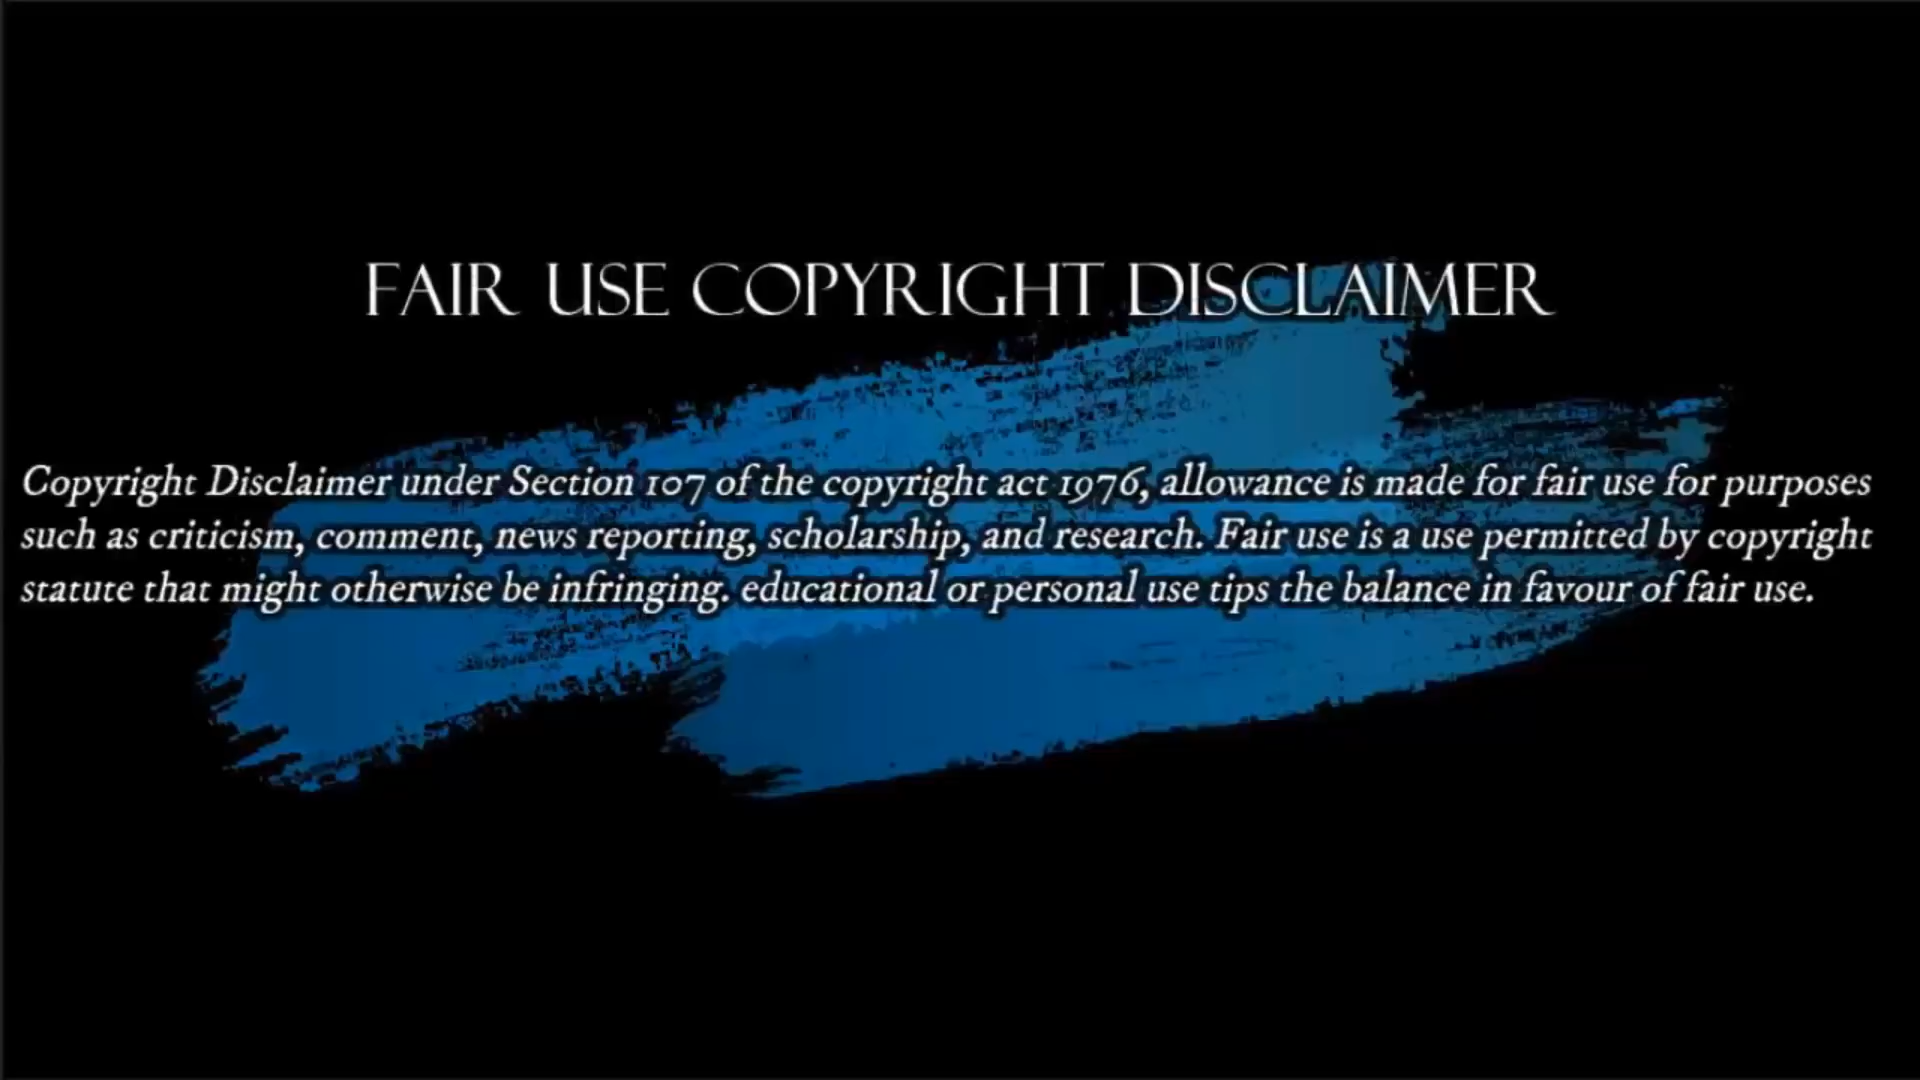 FAIR USE COPYRIGHT DISCLAIMER
Copyright Disclaimer under Section 107 of the copyright act 1976, allowance is made for fair use for purposes
such as criticism, comment, news reporting, scholarship, and research. Fair use is a use permitted by copyright
statute that might otherwise be infringing. educational or personal use tips the balance in favour of fair use.